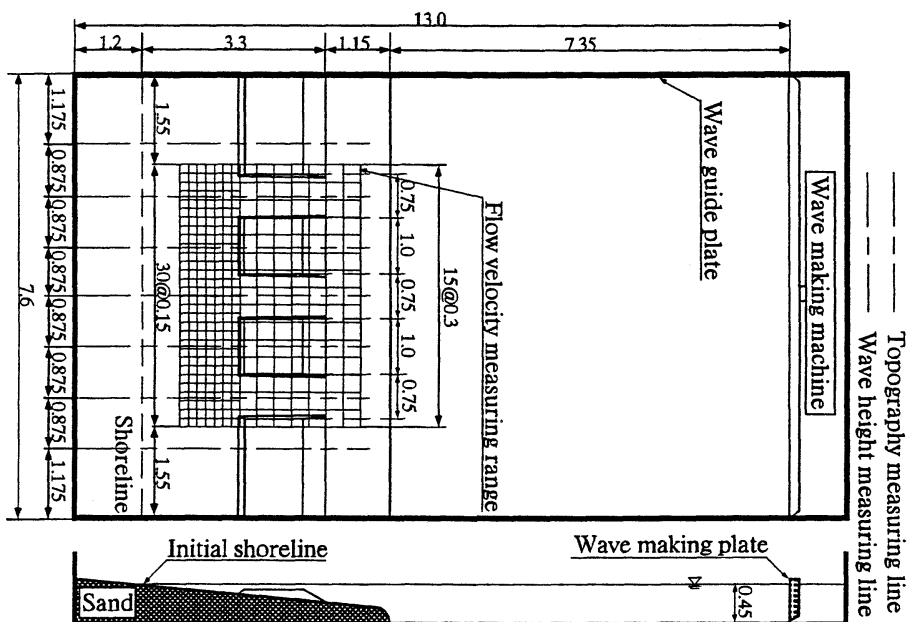 13.0
1.2
3.3
1.15
7.35
1.175
0.875
0.875
0.875
0.875
0.875
0.875
1.175
7.6
1.55
30@0.15
1.55
Shoreline
0.75
1.0
0.75
1.0
0.75
15@0.3
Flow velocity measuring range
Wave guide plate
Wave making machine
Topography measuring line
Wave height measuring line
Initial shoreline
Wave making plate
Sand
0.45